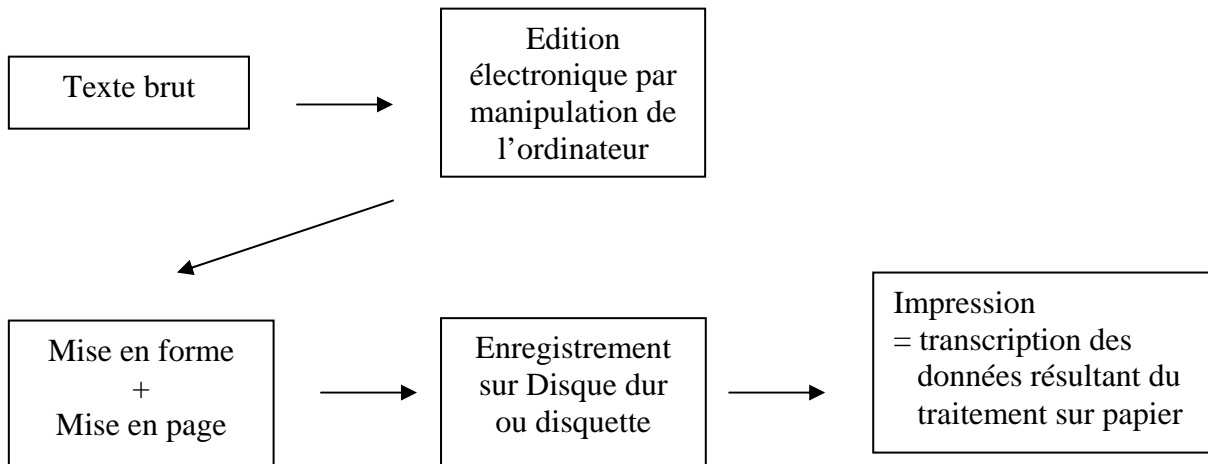 Texte brut
Edition
électronique par
manipulation de
l’ordinateur
Mise en forme
+
Mise en page
Enregistrement
sur Disque dur
ou disquette
Impression
= transcription des
données résultant du
traitement sur papier